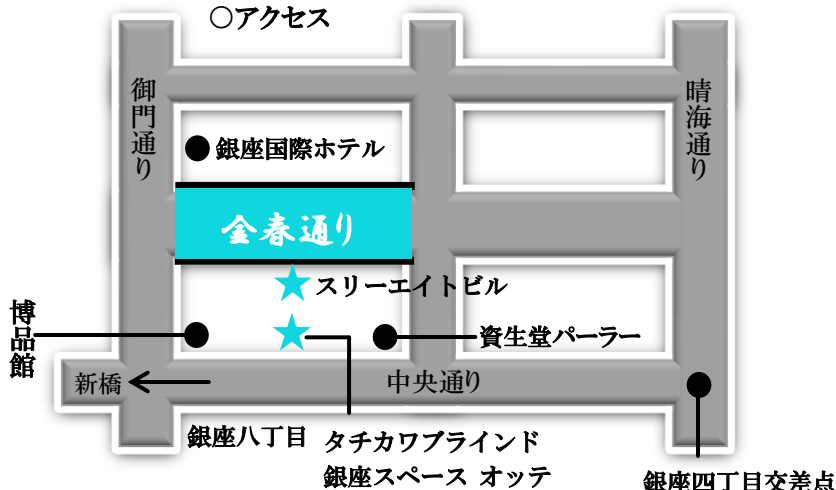 ○アクセス
御門通り
晴海通り
銀座国際ホテル
金春通り
スリーエイトビル
博品館
資生堂パーラー
新橋
中央通り
銀座八丁目
タチカワブラインド
銀座スペース オッテ
銀座四丁目交差点